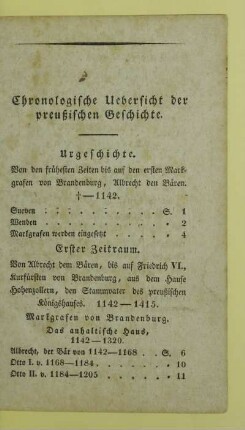 Chronologische Uebersicht der
preußischen Geschichte.
Urgeschichte.
Von den frühesten Zeiten bis auf den ersten Mark-
grafen von Brandenburg, Albrecht den Bären.
†—1142.
Sueven . . . . . . . S. 1
Wenden . . . . . . . 2
Markgrafen werden eingesetzt . . . 4
Erster Zeitraum.
Von Albrecht dem Bären, bis auf Friedrich VI.,
Kurfürsten von Brandenburg, aus dem Hause
Hohenzollern, den Stammvater des preußischen
Königshauses. 1142—1415.
Markgrafen von Brandenburg.
Das anhaltische Haus,
1142—1320.
Albrecht, der Bär von 1142—1168 . . S. 6
Otto I. v. 1168—1184 . . . . 10
Otto II. v. 1184—1205 . . . . 11